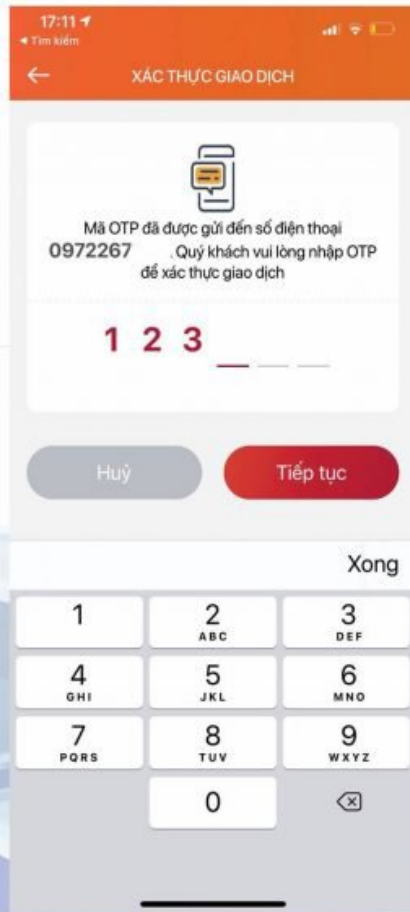 17:11
◀ Tìm kiếm
XÁC THỰC GIAO DỊCH
Mã OTP đã được gửi đến số điện thoại
0972267 . Quý khách vui lòng nhập OTP
để xác thực giao dịch
1 2 3
Huỷ Tiếp tục
Xong
1 2 3
ABC DEF
4 5 6
GHI JKL MNO
7 8 9
PQRS TUV WXYZ
0